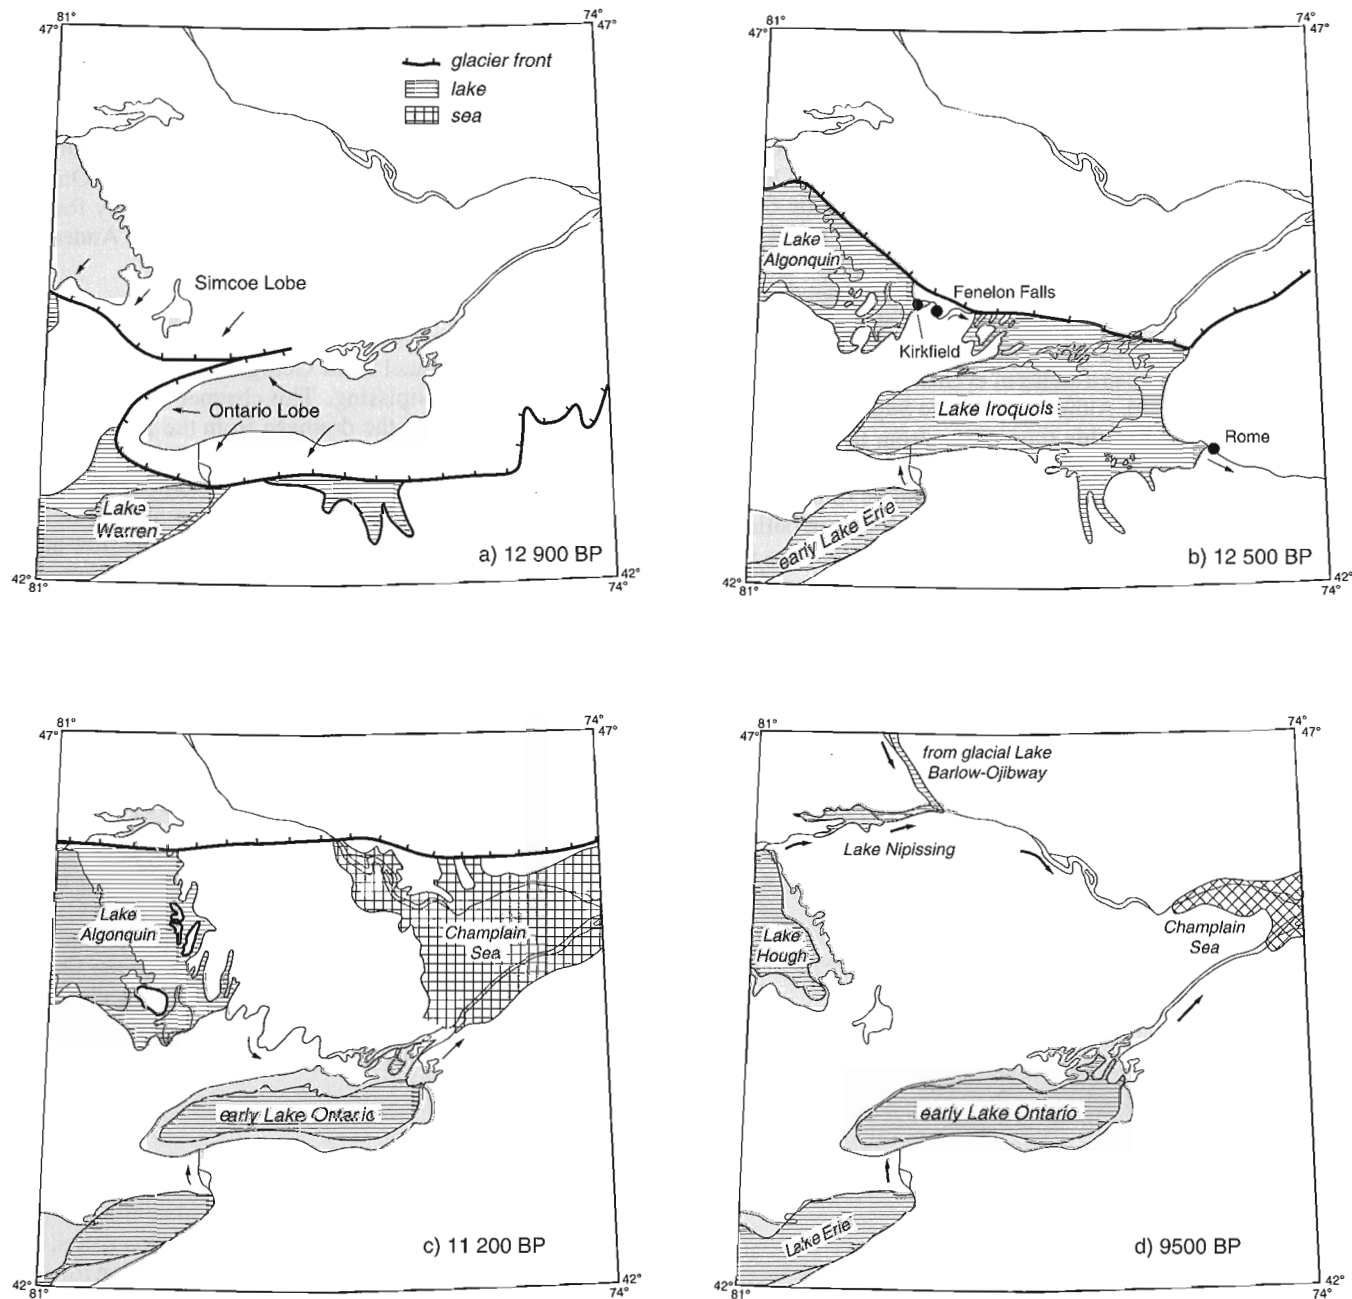 81°
74°
47°
47°
glacier front
lake
sea
Simcoe Lobe
Ontario Lobe
Lake
Warren
a) 12 900 BP
42°
42°
81°
74°
81°
74°
47°
47°
Lake
Algonquin
Fenelon Falls
Kirkfield
Lake Iroquois
Rome
early Lake Erie
b) 12 500 BP
42°
42°
81°
74°
81°
74°
47°
47°
Lake
Algonquin
Champlain
Sea
early Lake Ontario
c) 11 200 BP
42°
42°
81°
74°
81°
74°
47°
47°
from glacial Lake
Barlow-Ojibway
Lake Nipissing
Lake
Hough
Champlain
Sea
early Lake Ontario
Lake Erie
d) 9500 BP
42°
42°
81°
74°